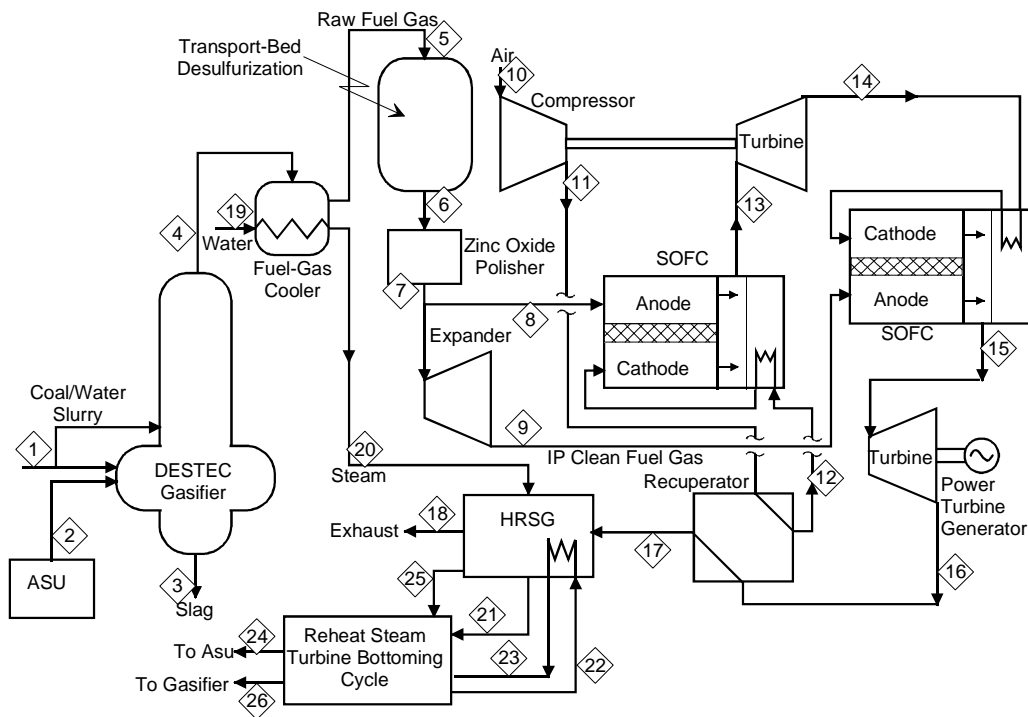 Raw Fuel Gas
5
Transport-Bed
Desulfurization
Air
10
Compressor
14
Turbine
11
13
6
4
19
Water
Fuel-Gas
Cooler
Zinc Oxide
Polisher
7
SOFC
Cathode
Anode
SOFC
8
Anode
Cathode
15
Expander
Coal/Water
Slurry
1
9
IP Clean Fuel Gas
DESTEC
Gasifier
20
Steam
Recuperator
12
Turbine
Power
Turbine
Generator
2
HRSG
18
Exhaust
17
16
ASU
3
Slag
25
21
24
To Asu
Reheat Steam
Turbine Bottoming
Cycle
23
22
To Gasifier
26